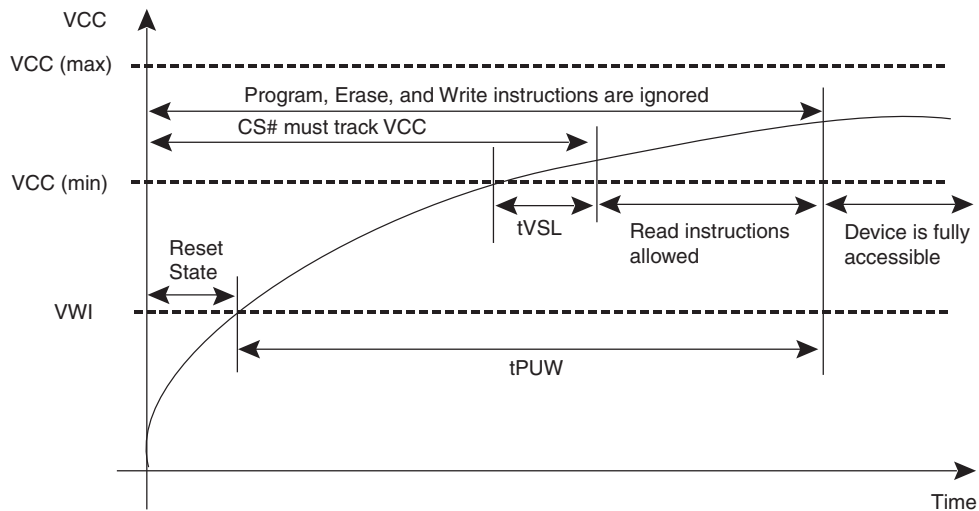 VCC
VCC (max)
Program, Erase, and Write instructions are ignored
CS# must track VCC
VCC (min)
tVSL
Read instructions
allowed
Device is fully
accessible
Reset
State
VWI
tPUW
Time